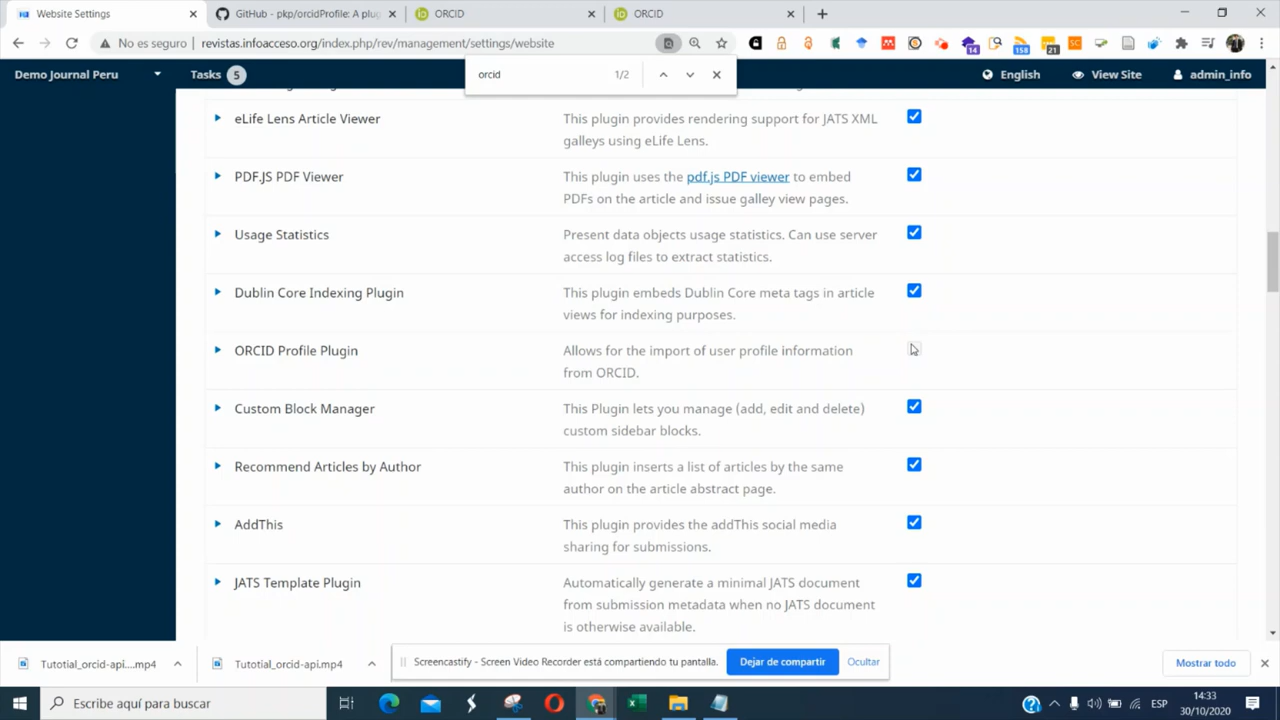 Website Settings
GitHub - pkp/orcidProfile: A plug
ORCID
ORCID
No es seguro
revistas.infoacceso.org/index.php/rev/management/settings/website
14
158
21
Demo Journal Peru
Tasks 5
orcid
1/2
English
View Site
admin_info
eLife Lens Article Viewer
This plugin provides rendering support for JATS XML
galleys using eLife Lens.
PDF.JS PDF Viewer
This plugin uses the pdf.js PDF viewer to embed
PDFs on the article and issue galley view pages.
Usage Statistics
Present data objects usage statistics. Can use server
access log files to extract statistics.
Dublin Core Indexing Plugin
This plugin embeds Dublin Core meta tags in article
views for indexing purposes.
ORCID Profile Plugin
Allows for the import of user profile information
from ORCID.
Custom Block Manager
This Plugin lets you manage (add, edit and delete)
custom sidebar blocks.
Recommend Articles by Author
This plugin inserts a list of articles by the same
author on the article abstract page.
AddThis
This plugin provides the addThis social media
sharing for submissions.
JATS Template Plugin
Automatically generate a minimal JATS document
from submission metadata when no JATS document
is otherwise available.
Tutorial_orcid-api....mp4
Tutorial_orcid-api.mp4
Screencastify - Screen Video Recorder está compartiendo tu pantalla.
Dejar de compartir
Ocultar
Mostrar todo
Escribe aquí para buscar
ESP
14:33
30/10/2020